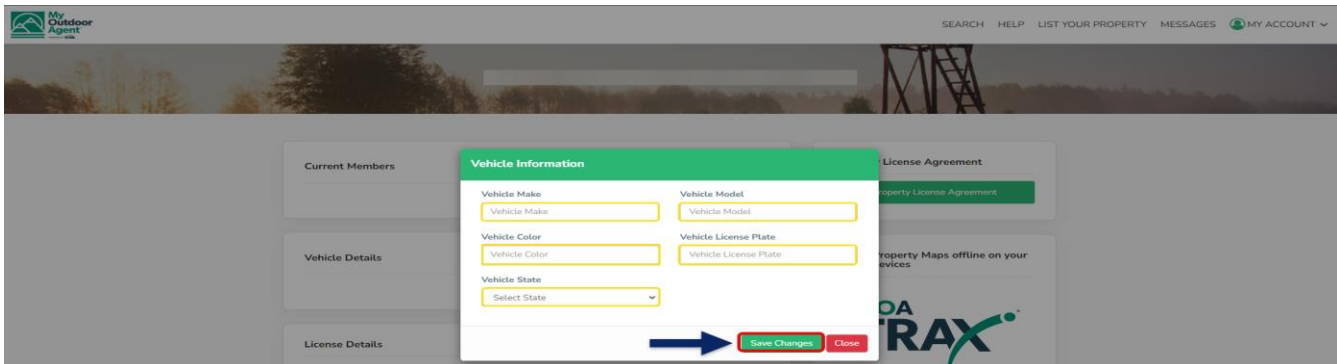 My
Outdoor
Agent
SEARCH HELP LIST YOUR PROPERTY MESSAGES MY ACCOUNT
Current Members
Vehicle Information
License Agreement
Vehicle Make
Vehicle Model
roperty License Agreement
Vehicle Make
Vehicle Model
Vehicle Color
Vehicle License Plate
Vehicle Details
Vehicle Color
Vehicle License Plate
roperty Maps offline on your
evices
Vehicle State
Select State
OA
TRAX
License Details
Save Changes
Close